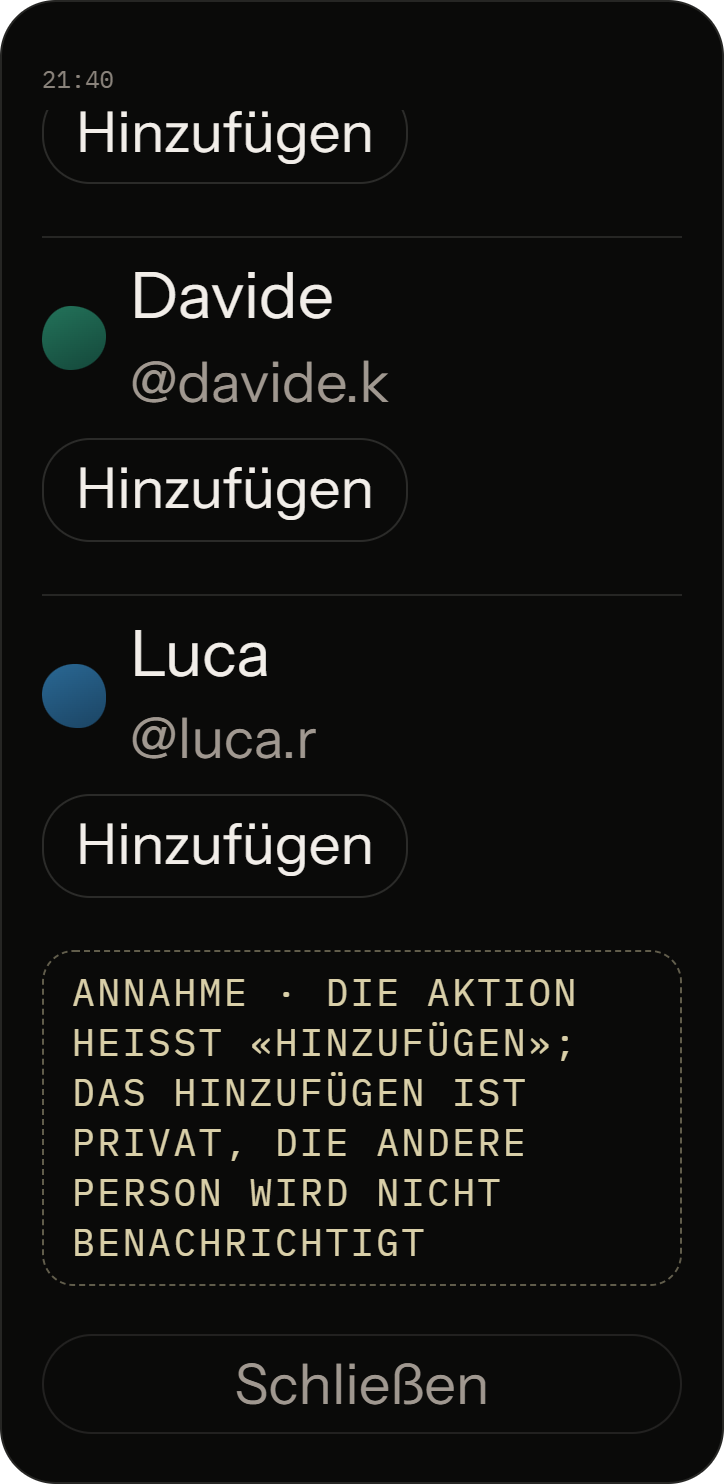 21:40
Hinzufügen
Davide
@davide.k
Hinzufügen
Luca
@luca.r
Hinzufügen
ANNAHME · DIE AKTION
HEISST «HINZUFÜGEN»;
DAS HINZUFÜGEN IST
PRIVAT, DIE ANDERE
PERSON WIRD NICHT
BENACHRICHTIGT
Schließen